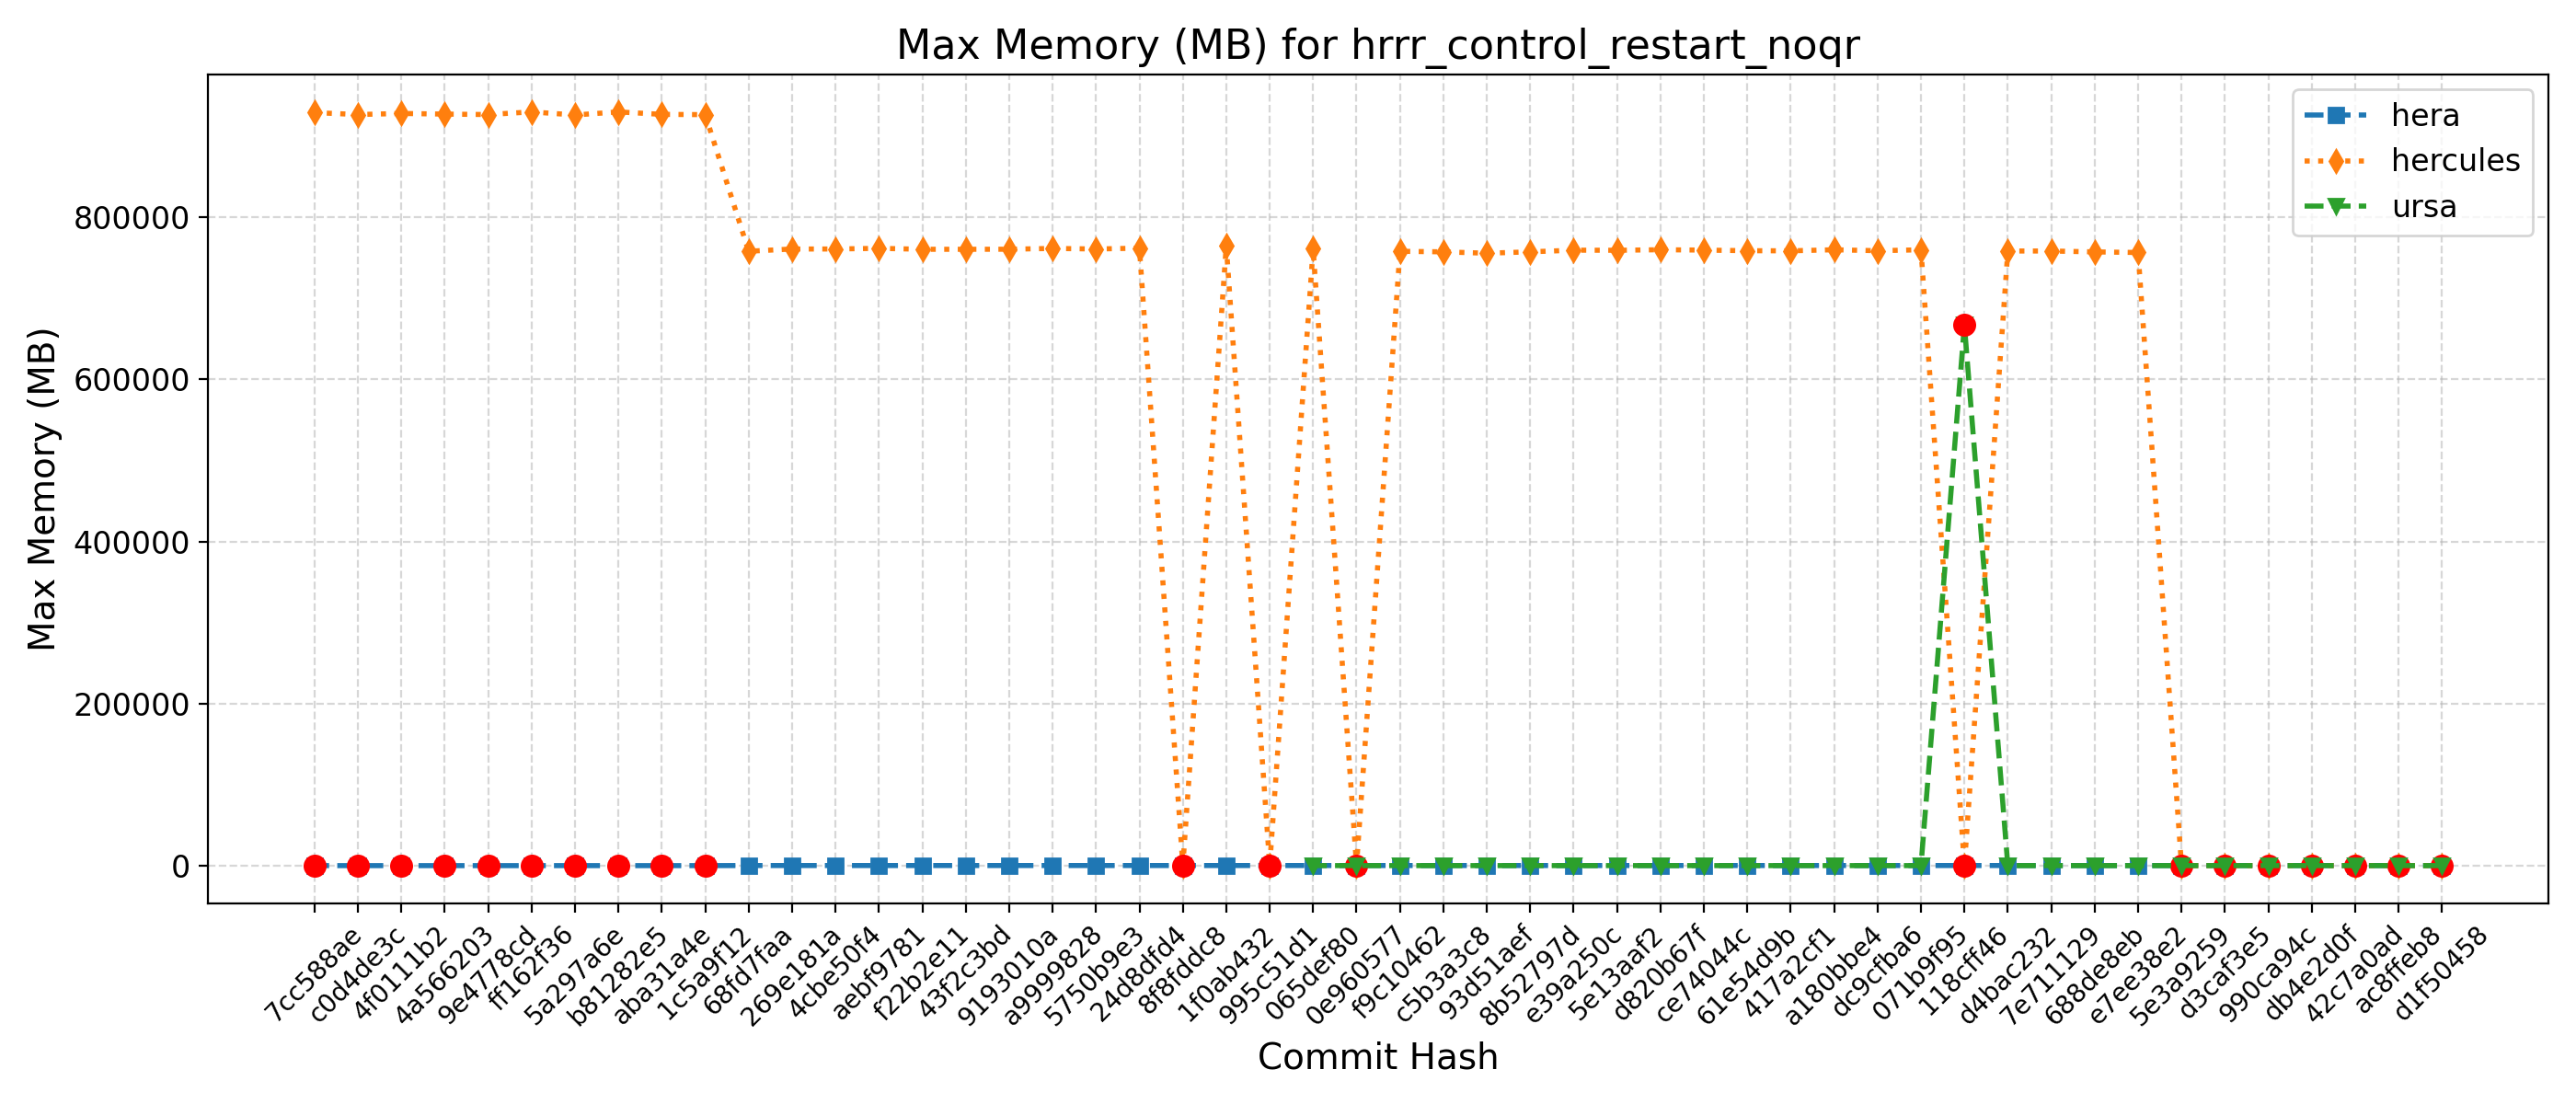 Max Memory (MB) for hrrr_control_restart_noqr
hera
hercules
ursa
Max Memory (MB)
800000
600000
400000
200000
0
7cc588ae
c0d4de3c
4f0111b2
4a566203
9e4778cd
ff162f36
5a297a6e
b81282e5
aba31a4e
1c5a9f12
68fd7faa
269e181a
4cbe50f4
aebf9781
f22b2e11
43f2c3bd
9193010a
a9999828
5750b9e3
24d8dfd4
8f8fddc8
1f0ab432
995c51d1
065def80
0e960577
f9c10462
c5b3a3c8
93d51aef
8b52797d
e39a250c
5e13aaf2
d820b67f
ce74044c
61e54d9b
417a2cf1
a180bbe4
dc9cfba6
071b9f95
118cff46
d4bac232
7e711129
688de8eb
e7ee38e2
5e3a9259
d3caf3e5
990ca94c
db4e2d0f
42c7a0ad
ac8ffeb8
d1f50458
Commit Hash